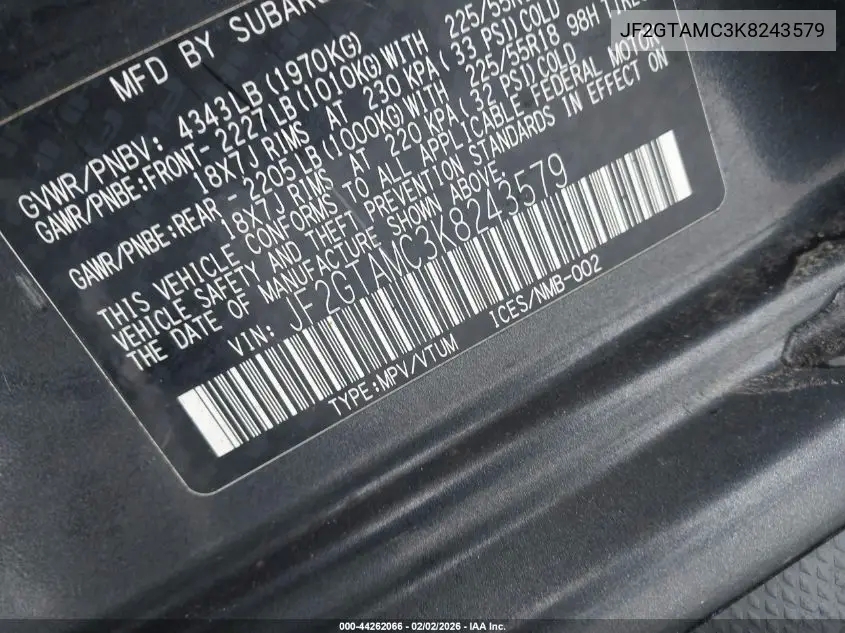 JF2GTAMC3K8243579
MFD BY SUBAR
GVWR/PNBV: 4343LB(1970KG)
GAWR/PNBE:FRONT-2227LB(1010KG)WITH 225/55R
18X7J RIMS AT 230 KPA(33 PSI)COLD
GAWR/PNBE:REAR -2205LB(1000KG)WITH 225/55R18 98H
18X7J RIMS AT 220 KPA(32 PSI)COLD
THIS VEHICLE CONFORMS TO ALL APPLICABLE FEDERAL MOTOR
VEHICLE SAFETY AND THEFT PREVENTION STANDARDS IN EFFECT ON
THE DATE OF MANUFACTURE SHOWN ABOVE.
VIN: JF2GTAMC3K8243579
TYPE:MPV/VTUM ICES/NMB-002
000-44262066 - 02/02/2026 - IAA Inc.